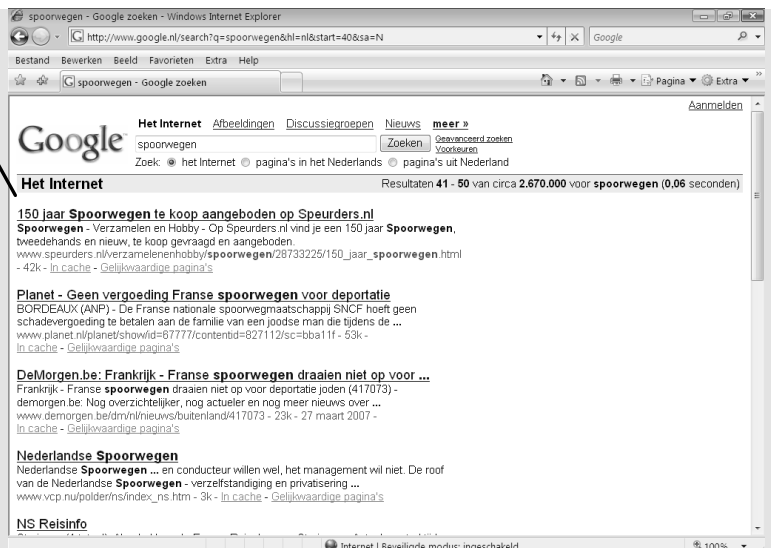 spoorwegen - Google zoeken - Windows Internet Explorer
http://www.google.nl/search?q=spoorwegen&hl=nl&start=40&sa=N Google
Bestand Bewerken Beeld Favorieten Extra Help
spoorwegen - Google zoeken Pagina Extra
Aanmelden
Het Internet Afbeeldingen Discussiegroepen Nieuws meer »
Google spoorwegen Zoeken Geavanceerd zoeken
Voorkeuren
Zoek: het Internet pagina's in het Nederlands pagina's uit Nederland
Het Internet Resultaten 41 - 50 van circa 2.670.000 voor spoorwegen (0,06 seconden)
150 jaar Spoorwegen te koop aangeboden op Speurders.nl
Spoorwegen - Verzamelen en Hobby - Op Speurders.nl vind je een 150 jaar Spoorwegen,
tweedehands en nieuw, te koop gevraagd en aangeboden.
www.speurders.nl/verzamelenenhobby/spoorwegen/28733225/150_jaar_spoorwegen.html
- 42k - In cache - Gelijkwaardige pagina's
Planet - Geen vergoeding Franse spoorwegen voor deportatie
BORDEAUX (ANP) - De Franse nationale spoorwegmaatschappij SNCF hoeft geen
schadevergoeding te betalen aan de familie van een joodse man die tijdens de ...
www.planet.nl/planet/show/id=67777/contentid=827112/sc=bba11f - 53k -
In cache - Gelijkwaardige pagina's
DeMorgen.be: Frankrijk - Franse spoorwegen draaien niet op voor ...
Frankrijk - Franse spoorwegen draaien niet op voor deportatie joden (417073) -
demorgen.be: Nog overzichtelijker, nog actueler en nog meer nieuws over ...
www.demorgen.be/dm/nl/nieuws/buitenland/417073 - 23k - 27 maart 2007 -
In cache - Gelijkwaardige pagina's
Nederlandse Spoorwegen
Nederlandse Spoorwegen ... en conducteur willen wel, het management wil niet. De roof
van de Nederlandse Spoorwegen - verzelfstandiging en privatisering ...
www.vcp.nu/polder/ns/index_ns.htm - 3k - In cache - Gelijkwaardige pagina's
NS Reisinfo
Internet | Beveiligde modus: ingeschakeld 100%